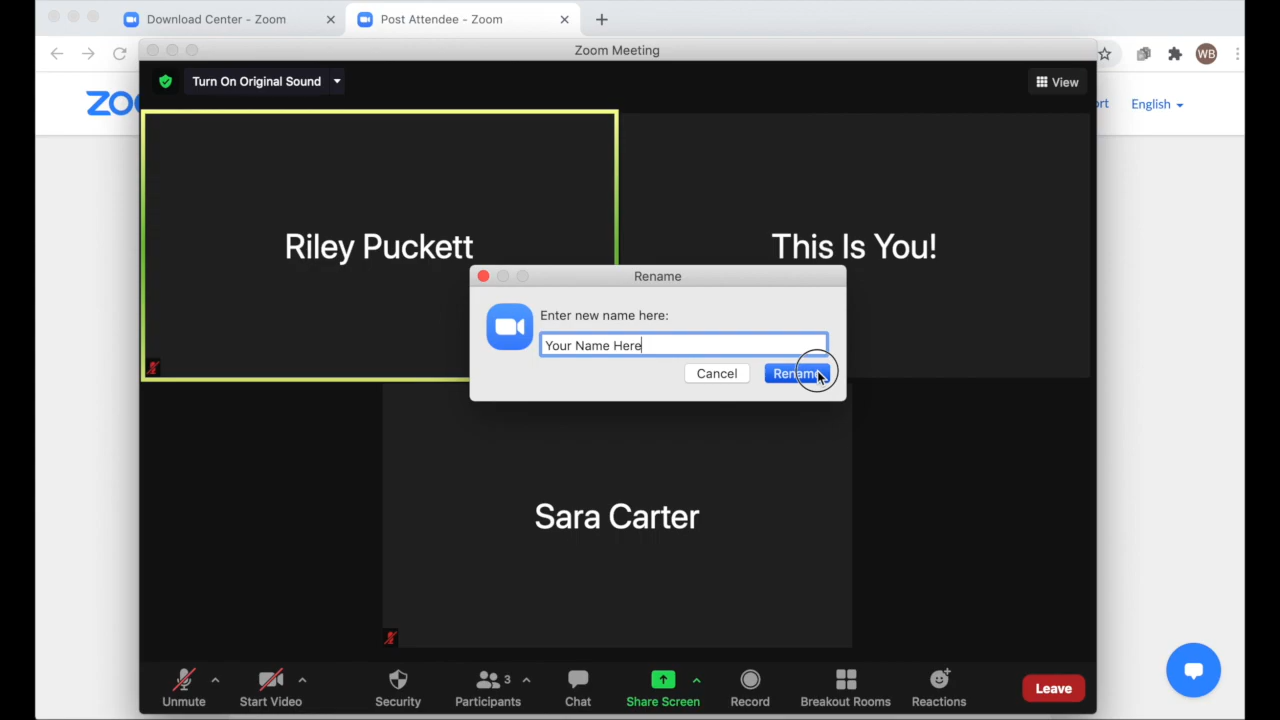 Download Center - Zoom
Post Attendee - Zoom
Zoom Meeting
WB
Turn On Original Sound
View
English
Riley Puckett
This Is You!
Rename
Enter new name here:
Your Name Here
Cancel
Rename
Sara Carter
3
Unmute
Start Video
Security
Participants
Chat
Share Screen
Record
Breakout Rooms
Reactions
Leave